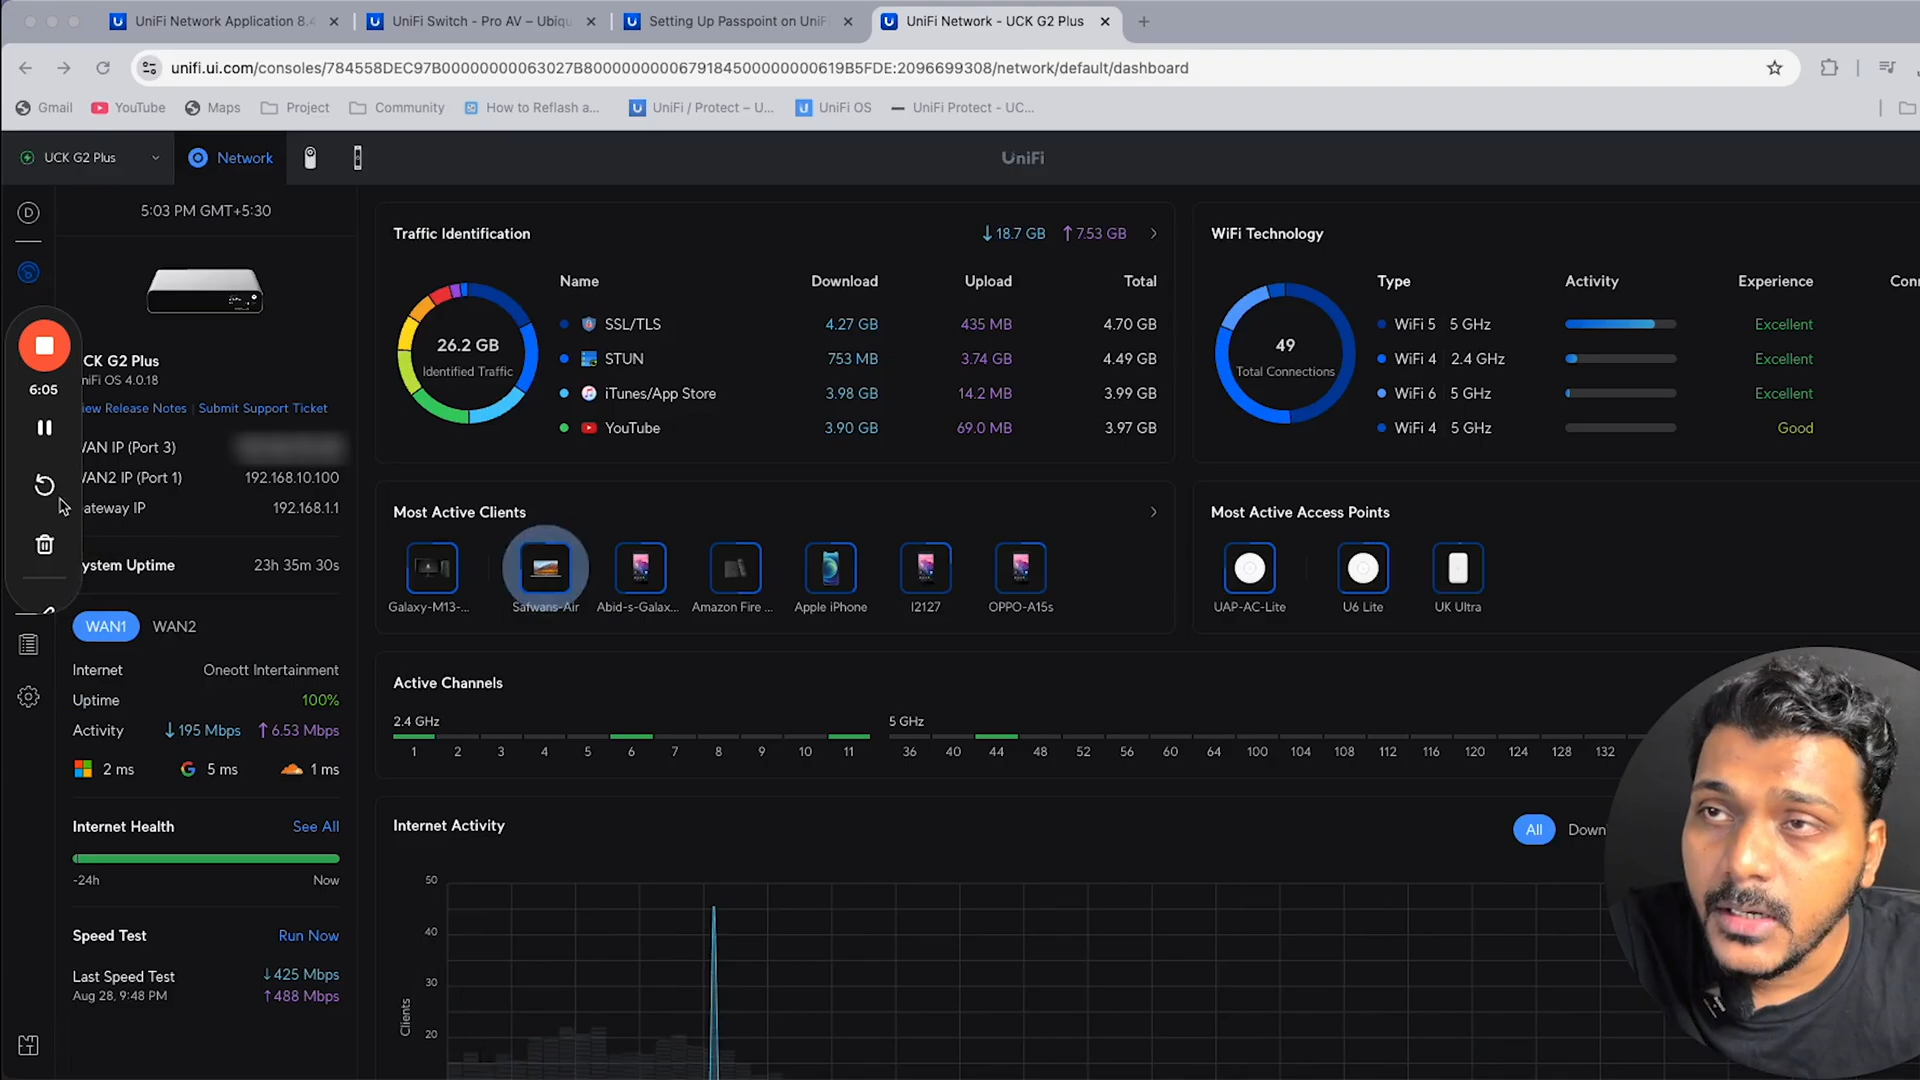 UniFi Network Application 8.4
UniFi Switch - Pro AV – Ubiqu
Setting Up Passpoint on UniF
UniFi Network - UCK G2 Plus
unifi.ui.com/consoles/784558DEC97B00000000063027B80000000006791845000000000619B5FDE:2096699308/network/default/dashboard
Gmail
YouTube
Maps
Project
Community
How to Reflash a...
UniFi / Protect – U...
UniFi OS
UniFi Protect - UC...
UCK G2 Plus
Network
UniFi
5:03 PM GMT+5:30
CK G2 Plus
niFi OS 4.0.18
6:05
ew Release Notes | Submit Support Ticket
WAN IP (Port 3)
WAN2 IP (Port 1) 192.168.10.100
ateway IP 192.168.1.1
ystem Uptime 23h 35m 30s
WAN1 WAN2
Internet Oneott Intertainment
Uptime 100%
Activity ↓195 Mbps ↑6.53 Mbps
2 ms 5 ms 1 ms
Internet Health See All
-24h Now
Speed Test Run Now
Last Speed Test ↓425 Mbps
Aug 28, 9:48 PM ↑488 Mbps
Traffic Identification ↓18.7 GB ↑7.53 GB
Name Download Upload Total
SSL/TLS 4.27 GB 435 MB 4.70 GB
STUN 753 MB 3.74 GB 4.49 GB
iTunes/App Store 3.98 GB 14.2 MB 3.99 GB
YouTube 3.90 GB 69.0 MB 3.97 GB
26.2 GB
Identified Traffic
WiFi Technology
Type Activity Experience Conn
WiFi 5 5 GHz Excellent
WiFi 4 2.4 GHz Excellent
WiFi 6 5 GHz Excellent
WiFi 4 5 GHz Good
49
Total Connections
Most Active Clients
Galaxy-M13-... Safwans-Air Abid-s-Galax... Amazon Fire ... Apple iPhone I2127 OPPO-A15s
Most Active Access Points
UAP-AC-Lite U6 Lite UK Ultra
Active Channels
2.4 GHz
1 2 3 4 5 6 7 8 9 10 11
5 GHz
36 40 44 48 52 56 60 64 100 104 108 112 116 120 124 128 132
Internet Activity
All Down
50
40
30
20
Clients